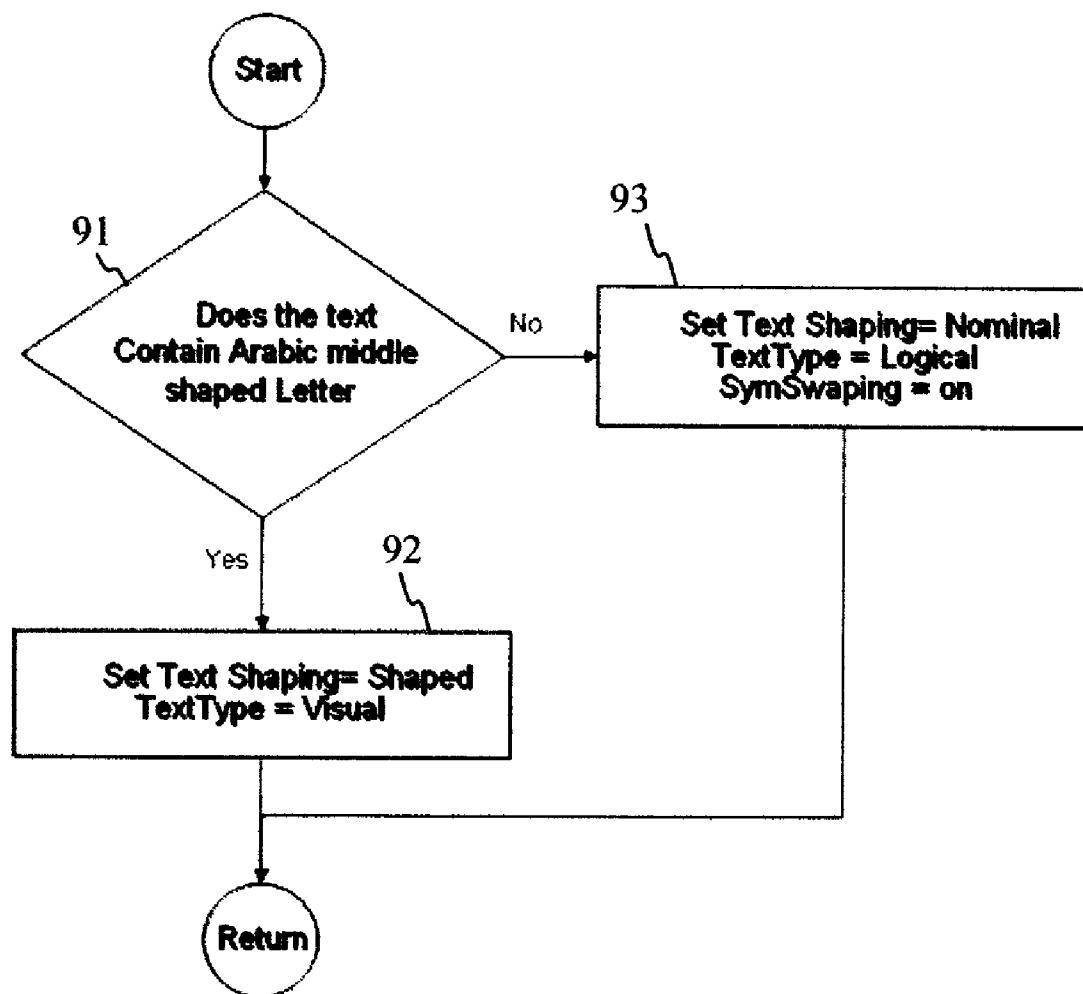 Start
91
Does the text
Contain Arabic middle
shaped Letter
No
93
Set Text Shaping= Nominal
TextType = Logical
SymSwaping = on
Yes
92
Set Text Shaping= Shaped
TextType = Visual
Return